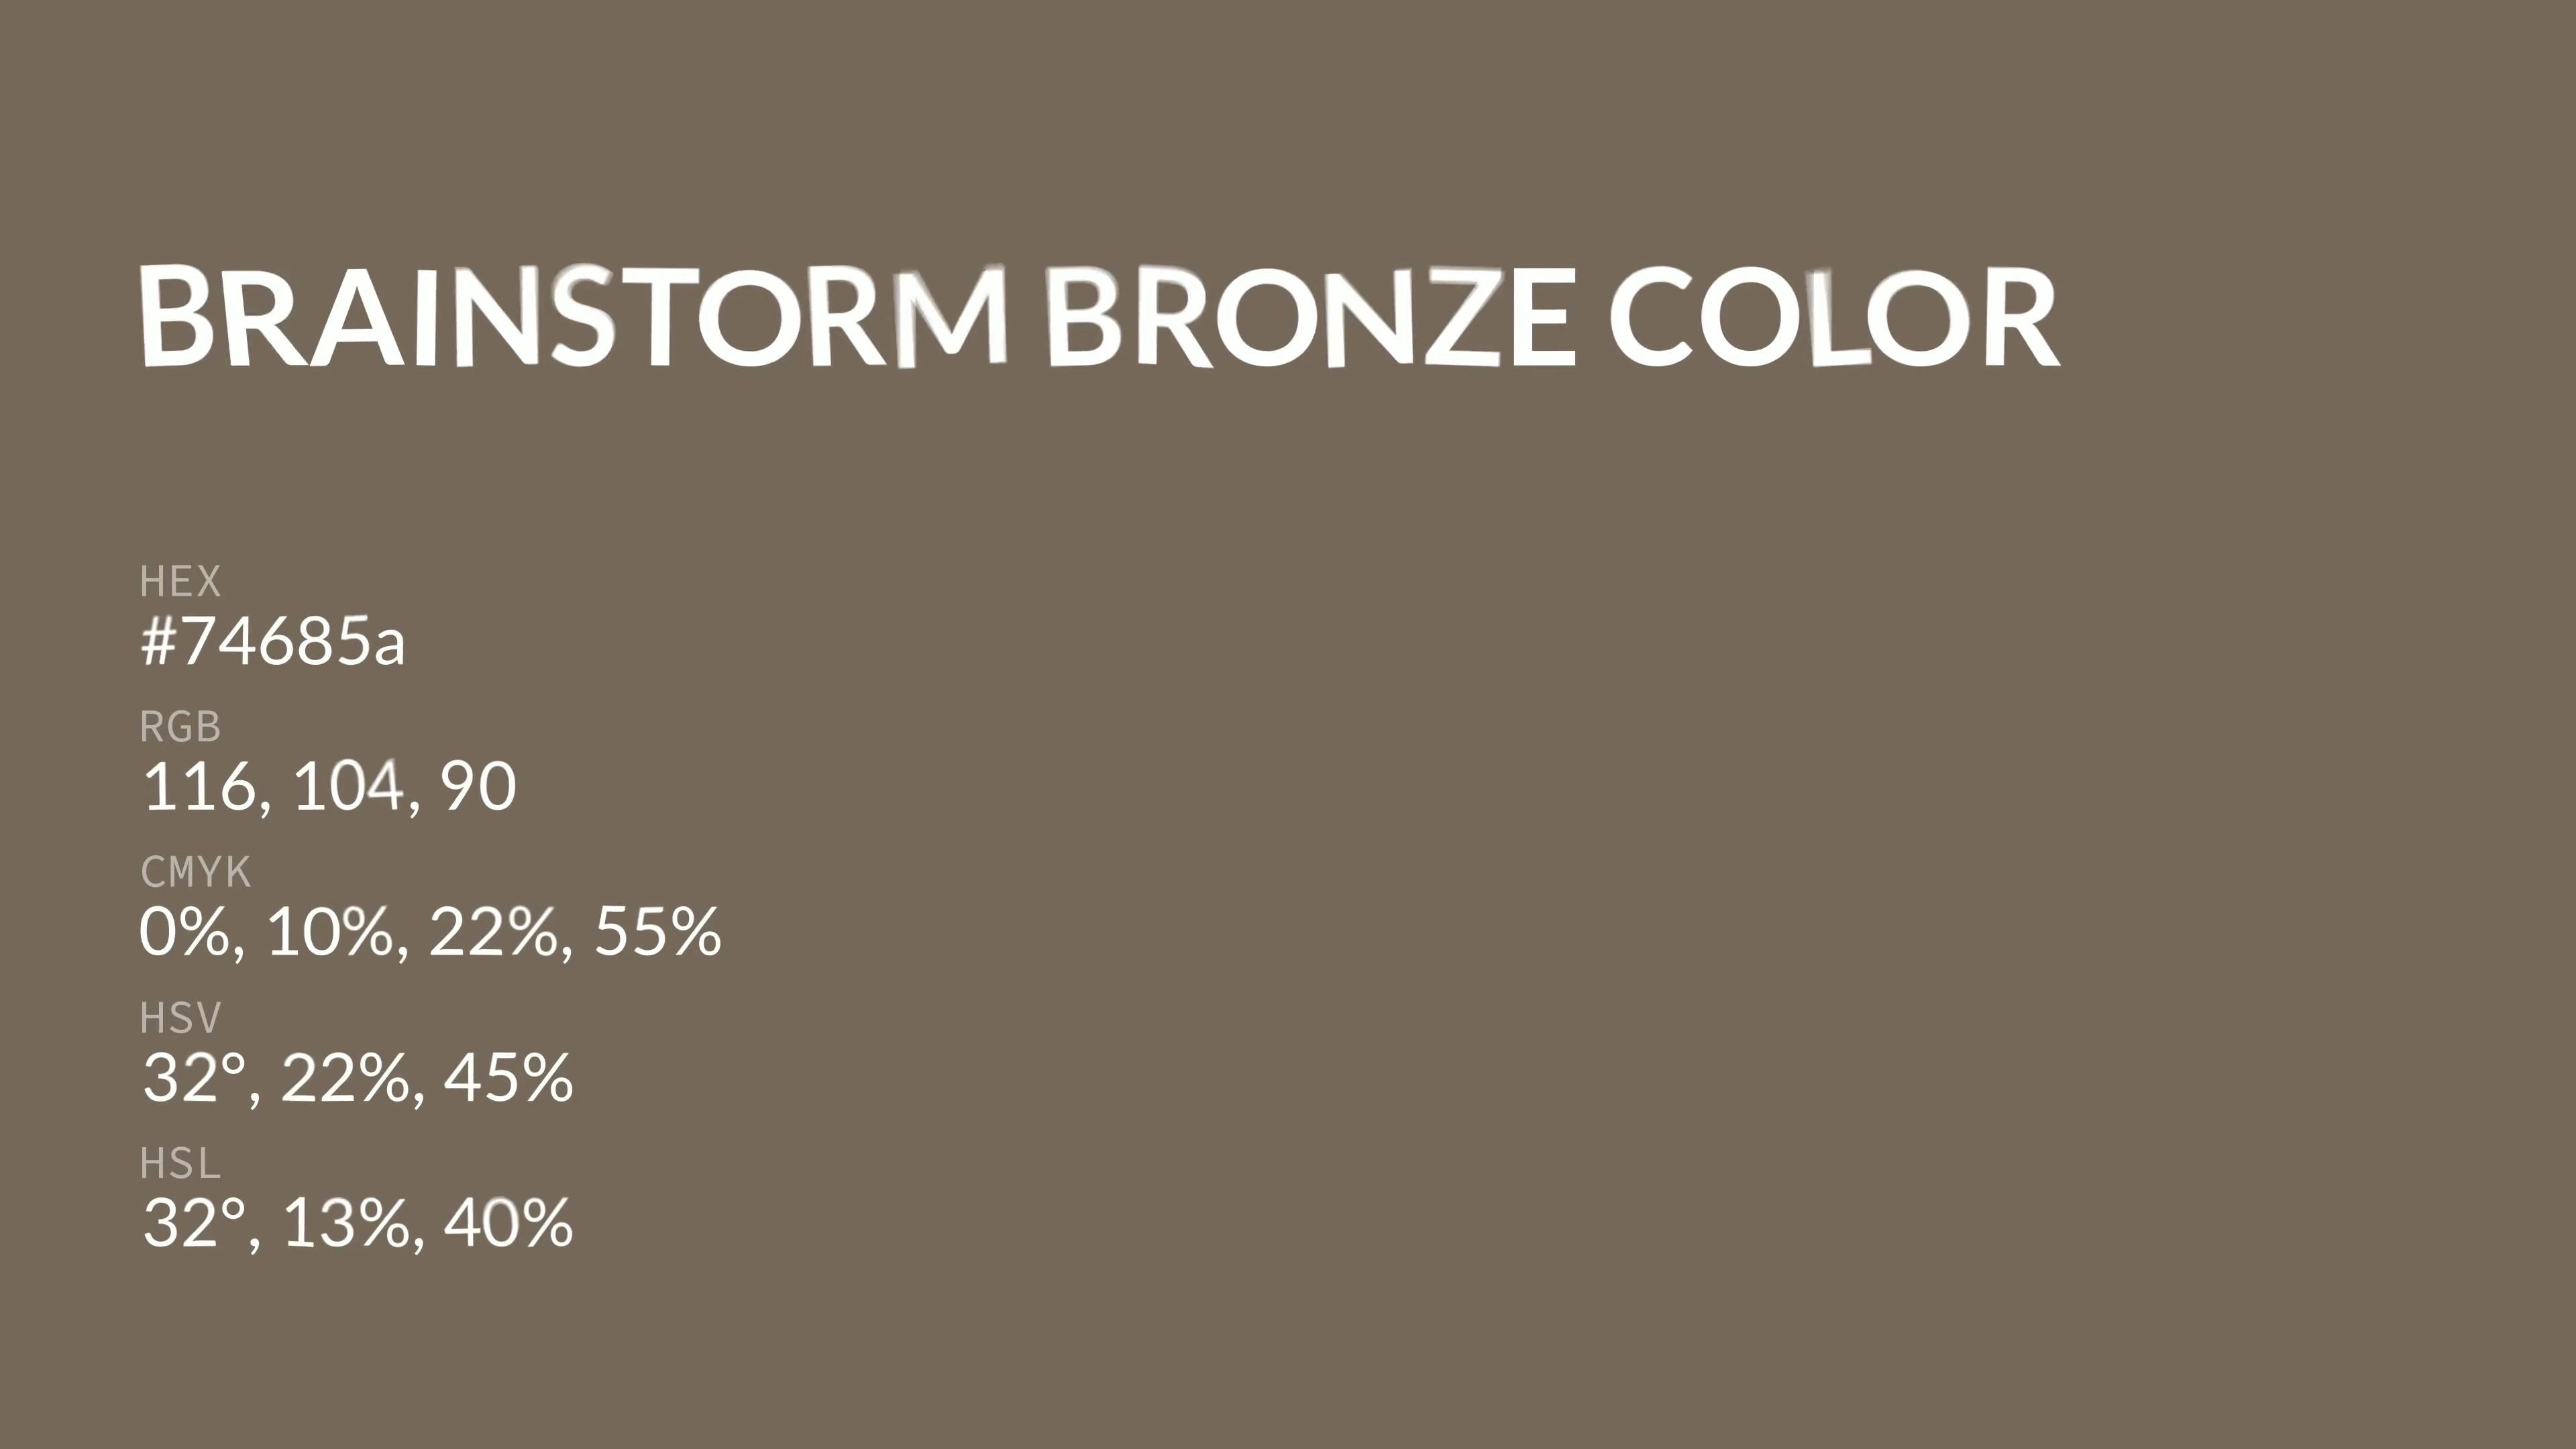 BRAINSTORM BRONZE COLOR
HEX
#74685a
RGB
116, 104, 90
CMYK
0%, 10%, 22%, 55%
HSV
32°, 22%, 45%
HSL
32°, 13%, 40%